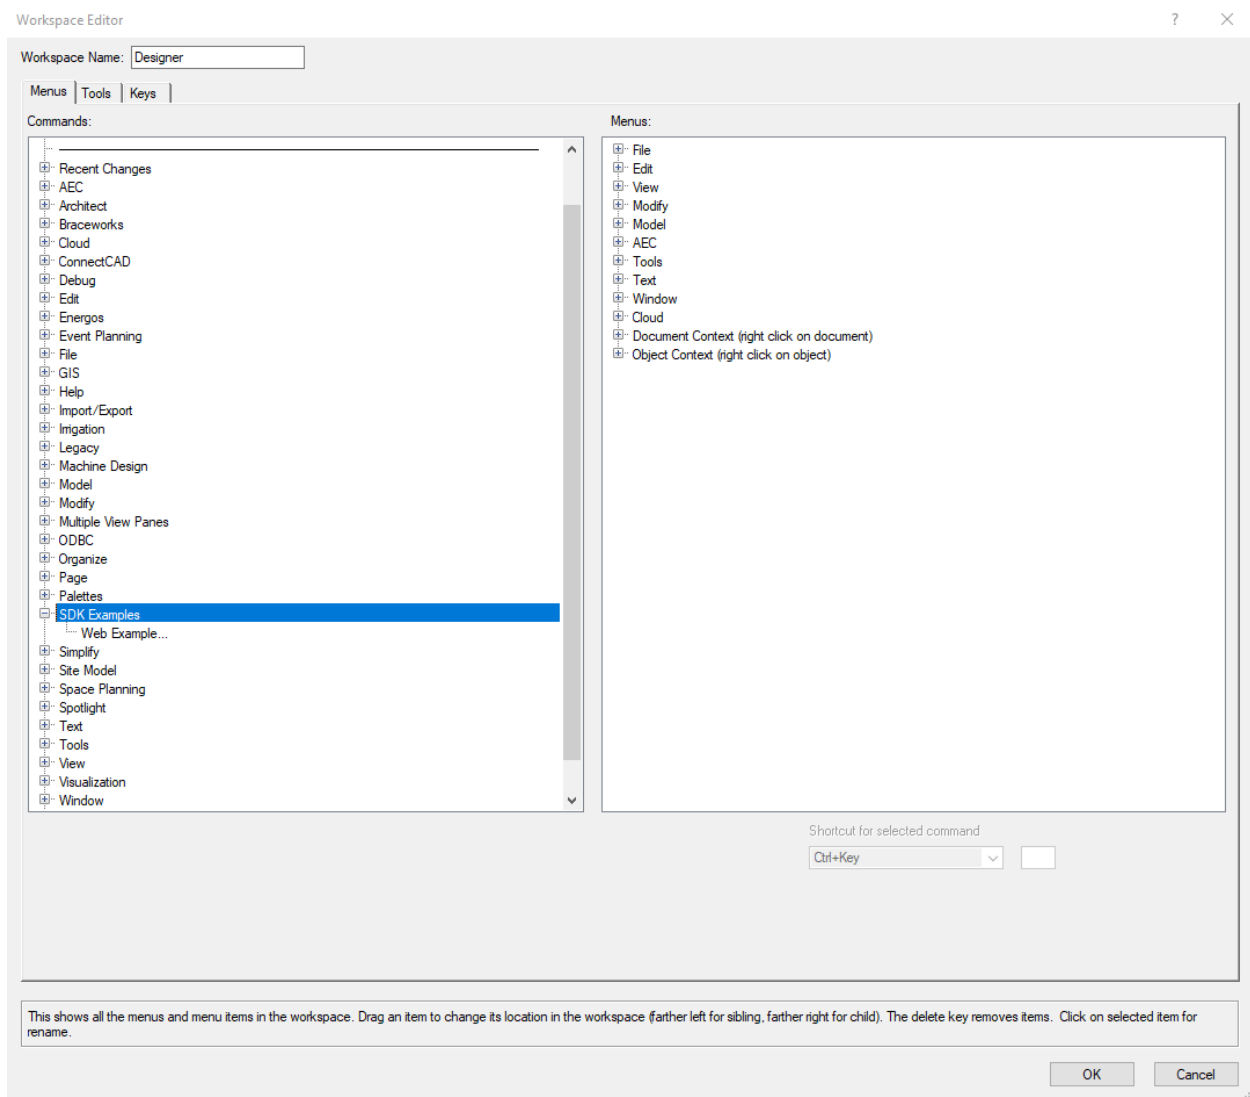 Workspace Editor
?
Workspace Name: Designer
Menus Tools Keys
Commands:
Recent Changes
AEC
Architect
Braceworks
Cloud
ConnectCAD
Debug
Edit
Energos
Event Planning
File
GIS
Help
Import/Export
Irrigation
Legacy
Machine Design
Model
Modify
Multiple View Panes
ODBC
Organize
Page
Palettes
SDK Examples
Web Example...
Simplify
Site Model
Space Planning
Spotlight
Text
Tools
View
Visualization
Window
Menus:
File
Edit
View
Modify
Model
AEC
Tools
Text
Window
Cloud
Document Context (right click on document)
Object Context (right click on object)
Shortcut for selected command
Ctrl+Key
This shows all the menus and menu items in the workspace. Drag an item to change its location in the workspace (farther left for sibling, farther right for child). The delete key removes items. Click on selected item for
rename.
OK Cancel